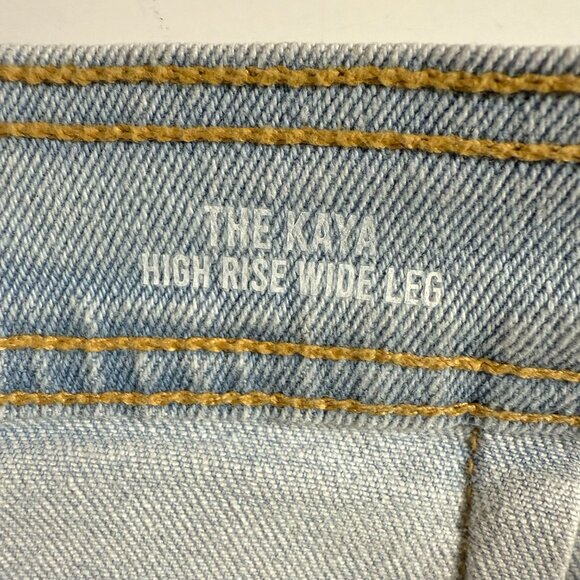 THE KAYA
HIGH RISE WIDE LEG